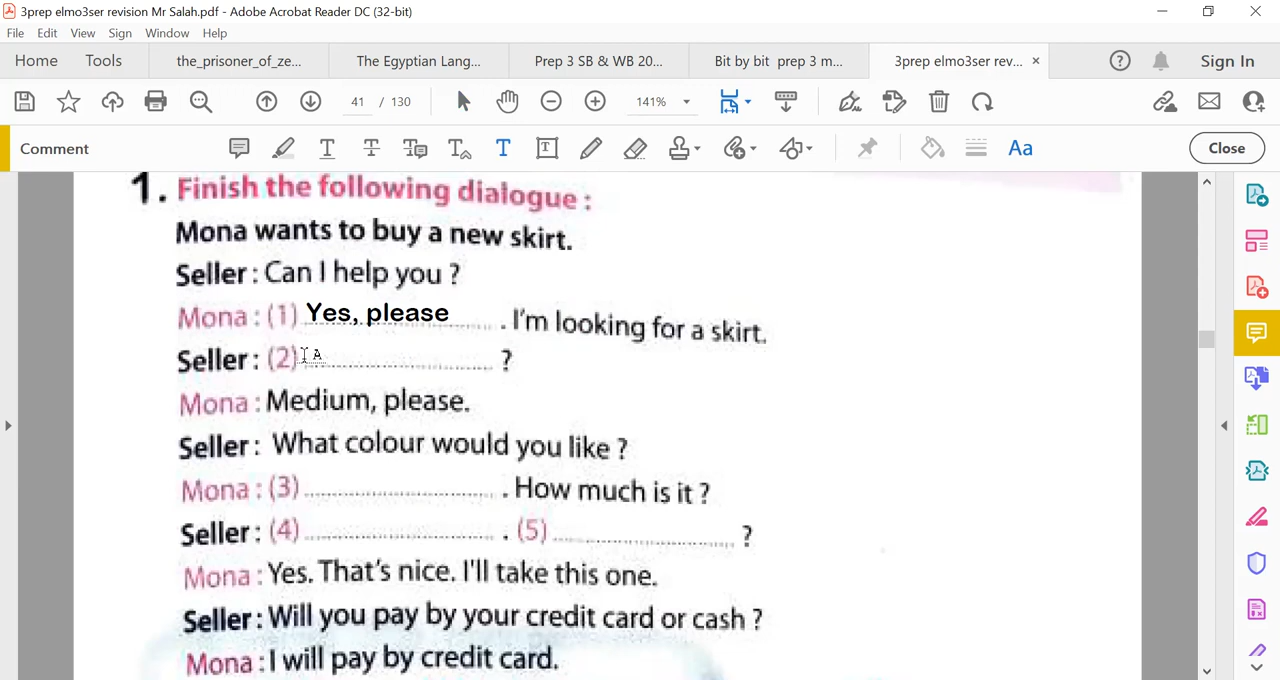 3prep elmo3ser revision Mr Salah.pdf - Adobe Acrobat Reader DC (32-bit)
File Edit View Sign Window Help
Home Tools the_prisoner_of_ze... The Egyptian Lang... Prep 3 SB & WB 20... Bit by bit prep 3 m... 3prep elmo3ser rev... × Sign In
41 / 130 141%
Comment Aa Close
1. Finish the following dialogue :
Mona wants to buy a new skirt.
Seller : Can I help you ?
Mona : (1) Yes, please . I'm looking for a skirt.
Seller : (2) ........................ ?
Mona : Medium, please.
Seller : What colour would you like ?
Mona : (3) ........................ . How much is it ?
Seller : (4) ........................ . (5) ........................ ?
Mona : Yes. That's nice. I'll take this one.
Seller : Will you pay by your credit card or cash ?
Mona : I will pay by credit card.